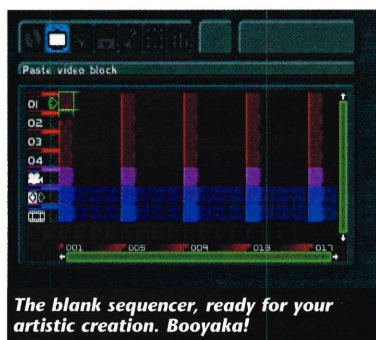 Paste video block
01
02
03
04
001 005 009 013 017
The blank sequencer, ready for your
artistic creation. Booyaka!